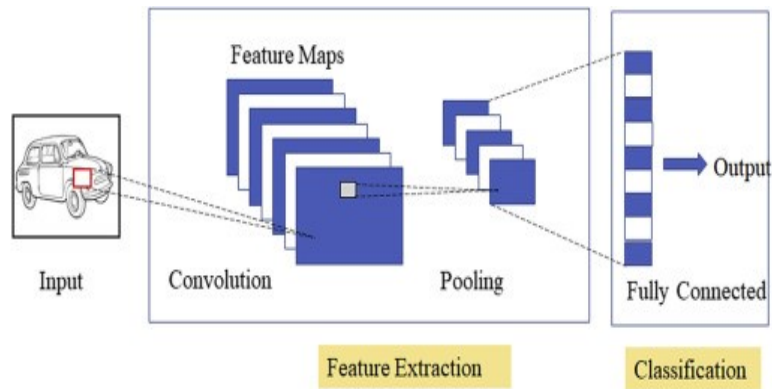 Feature Maps
Output
Input
Convolution
Pooling
Fully Connected
Feature Extraction
Classification